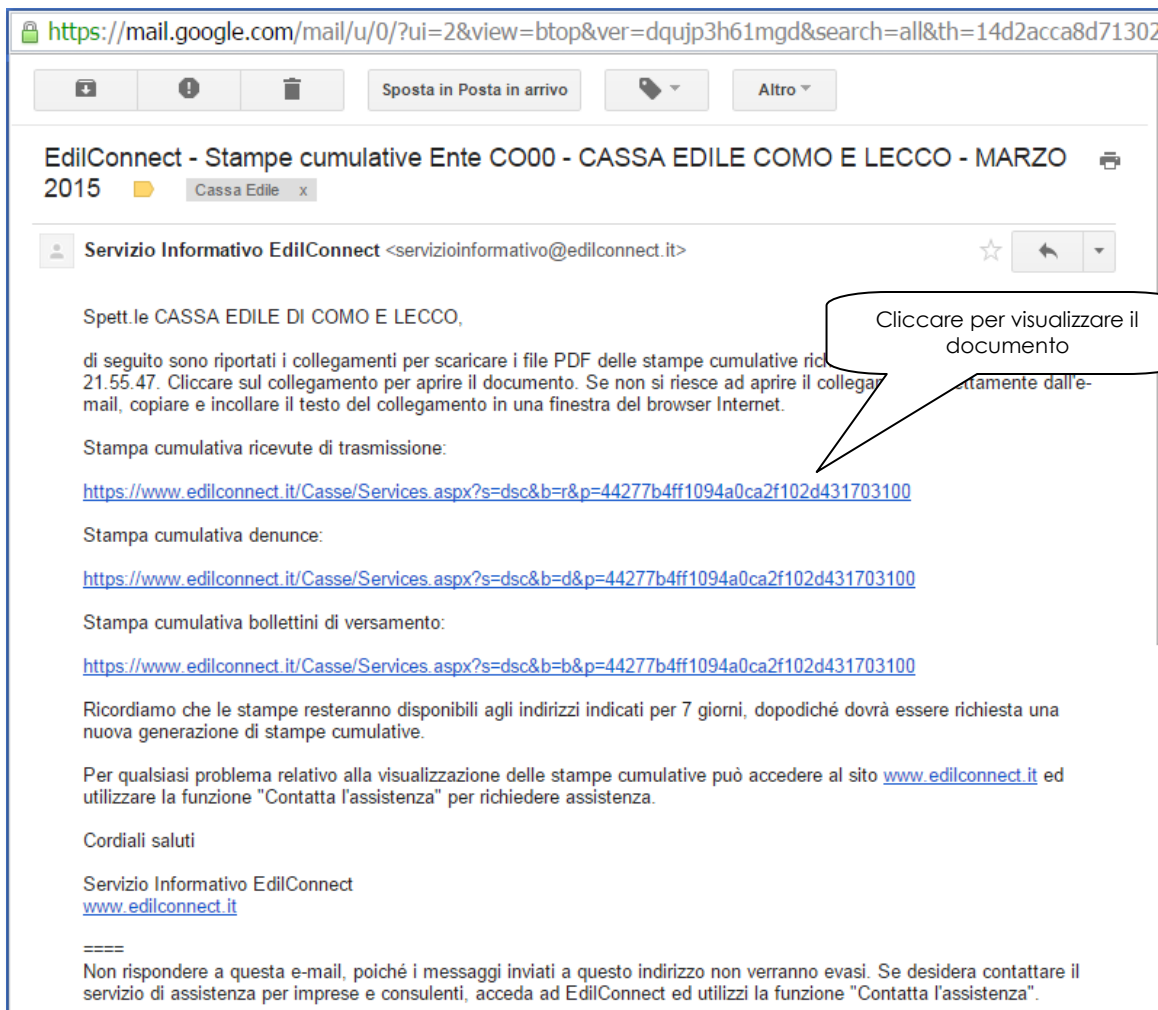 https://mail.google.com/mail/u/0/?ui=2&view=btop&ver=dqujp3h61mgd&search=all&th=14d2acca8d71302
Sposta in Posta in arrivo
Altro
EdilConnect - Stampe cumulative Ente CO00 - CASSA EDILE COMO E LECCO - MARZO
2015 Cassa Edile x
Servizio Informativo EdilConnect <servizioinformativo@edilconnect.it>
Cliccare per visualizzare il
documento
Spett.le CASSA EDILE DI COMO E LECCO,
di seguito sono riportati i collegamenti per scaricare i file PDF delle stampe cumulative
21.55.47. Cliccare sul collegamento per aprire il documento. Se non si riesce ad aprire il dall'e-
mail, copiare e incollare il testo del collegamento in una finestra del browser Internet.
Stampa cumulativa ricevute di trasmissione:
https://www.edilconnect.it/Casse/Services.aspx?s=dsc&b=r&p=44277b4ff1094a0ca2f102d431703100
Stampa cumulativa denunce:
https://www.edilconnect.it/Casse/Services.aspx?s=dsc&b=d&p=44277b4ff1094a0ca2f102d431703100
Stampa cumulativa bollettini di versamento:
https://www.edilconnect.it/Casse/Services.aspx?s=dsc&b=b&p=44277b4ff1094a0ca2f102d431703100
Ricordiamo che le stampe resteranno disponibili agli indirizzi indicati per 7 giorni, dopodiché dovrà essere richiesta una
nuova generazione di stampe cumulative.
Per qualsiasi problema relativo alla visualizzazione delle stampe cumulative può accedere al sito www.edilconnect.it ed
utilizzare la funzione "Contatta l'assistenza" per richiedere assistenza.
Cordiali saluti
Servizio Informativo EdilConnect
www.edilconnect.it
====
Non rispondere a questa e-mail, poiché i messaggi inviati a questo indirizzo non verranno evasi. Se desidera contattare il
servizio di assistenza per imprese e consulenti, acceda ad EdilConnect ed utilizzi la funzione "Contatta l'assistenza".